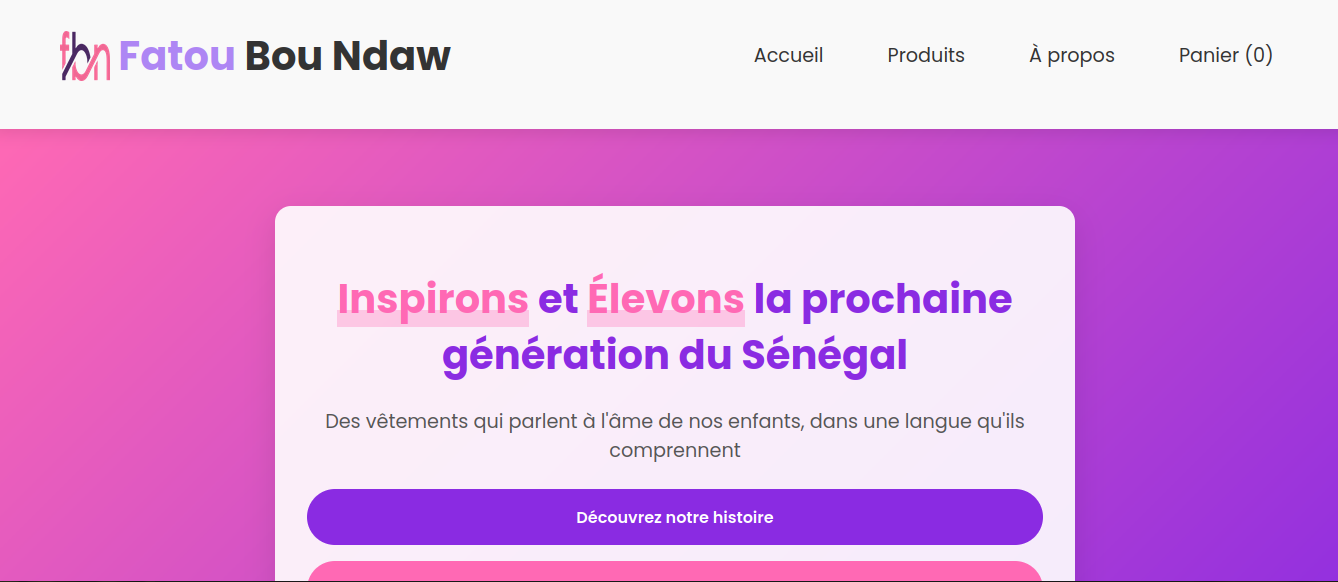 fbn Fatou Bou Ndaw
Accueil
Produits
À propos
Panier (0)
Inspirons et Élevons la prochaine
génération du Sénégal
Des vêtements qui parlent à l'âme de nos enfants, dans une langue qu'ils
comprennent
Découvrez notre histoire